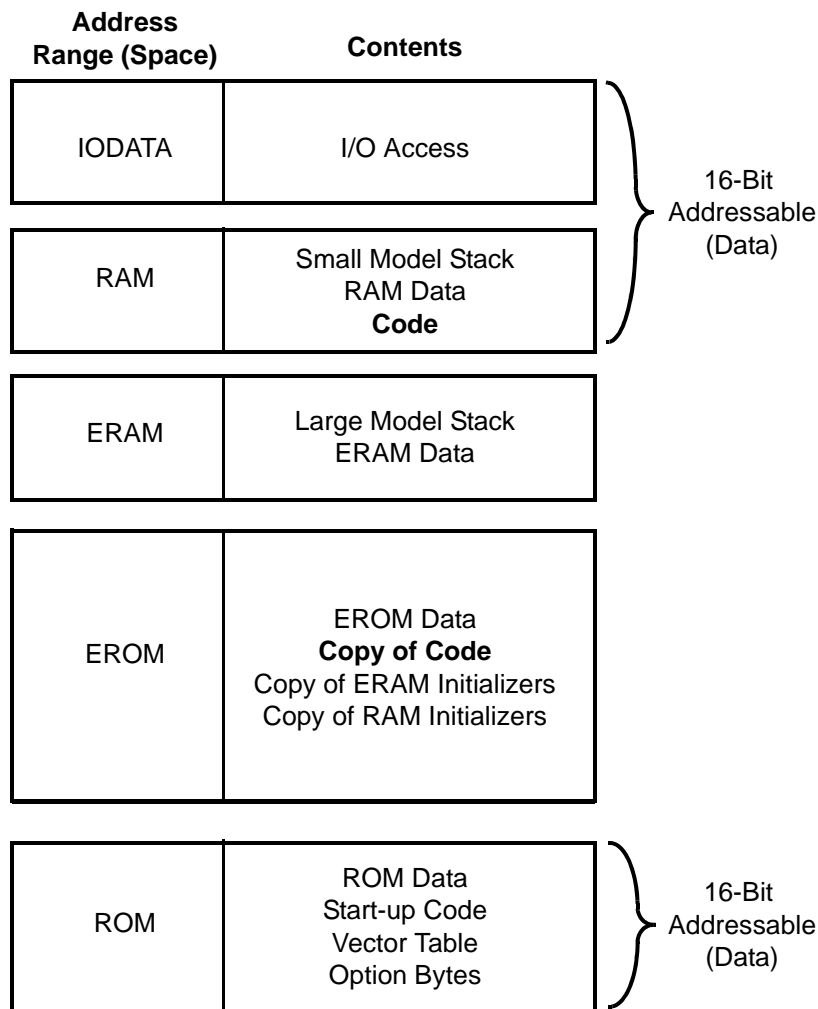 Address
Range (Space)
Contents
IODATA
I/O Access
16-Bit
Addressable
(Data)
RAM
Small Model Stack
RAM Data
Code
ERAM
Large Model Stack
ERAM Data
EROM
EROM Data
Copy of Code
Copy of ERAM Initializers
Copy of RAM Initializers
ROM
ROM Data
Start-up Code
Vector Table
Option Bytes
16-Bit
Addressable
(Data)